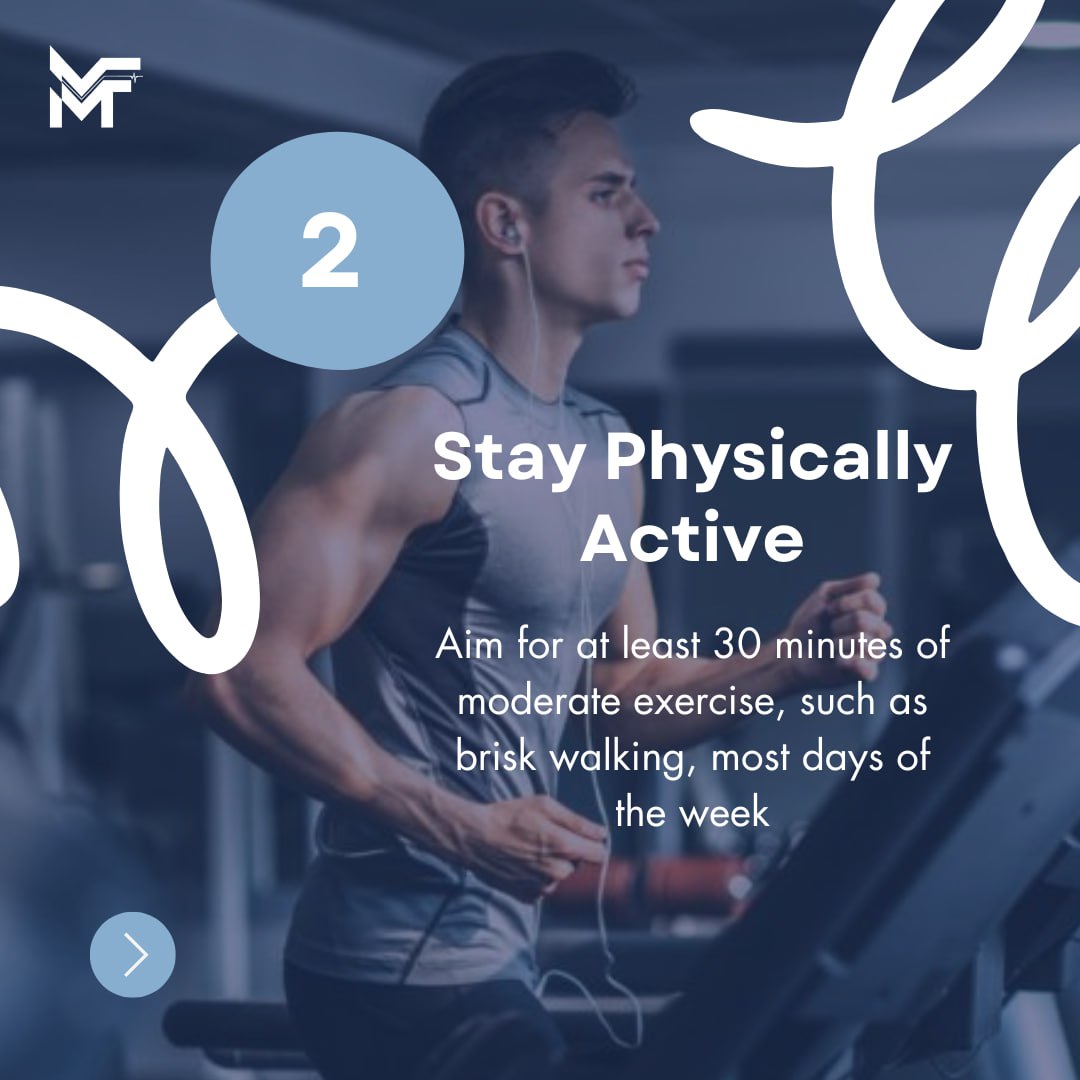 MF
2
Stay Physically
Active
Aim for at least 30 minutes of
moderate exercise, such as
brisk walking, most days of
the week